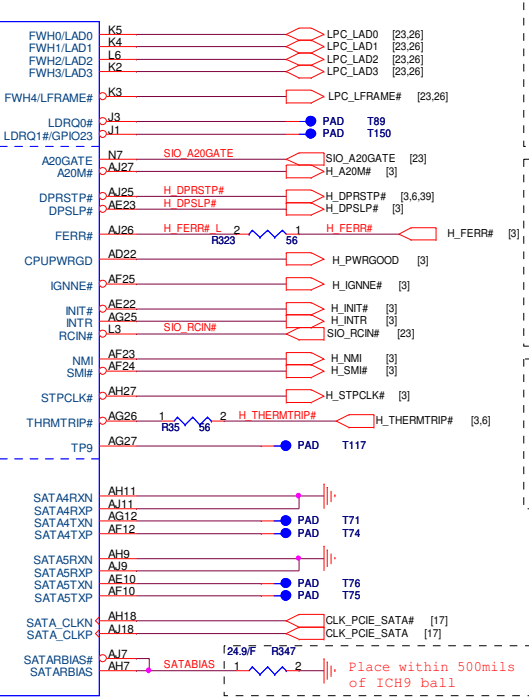 FWH0/LAD0 K5 LPC_LAD0 [23,26]
FWH1/LAD1 K4 LPC_LAD1 [23,26]
FWH2/LAD2 L6 LPC_LAD2 [23,26]
FWH3/LAD3 K2 LPC_LAD3 [23,26]
FWH4/LFRAME# K3 LPC_LFRAME# [23,26]
LDRQ0# J3 PAD T89
LDRQ1#/GPIO23 J1 PAD T150
A20GATE N7 SIO_A20GATE SIO_A20GATE [23]
A20M# AJ27 H_A20M# [3]
DPRSTP# AJ25 H_DPRSTP# H_DPRSTP# [3,6,39]
DPSLP# AE23 H_DPSLP# H_DPSLP# [3]
FERR# AJ26 H_FERR#_L 2 1 H_FERR# H_FERR# [3]
R323 56
CPUPWRGD AD22 H_PWRGOOD [3]
IGNNE# AF25 H_IGNNE# [3]
INIT# AE22 H_INIT# [3]
INTR AG25 H_INTR [3]
RCIN# L3 SIO_RCIN# SIO_RCIN# [23]
NMI AF23 H_NMI [3]
SMI# AF24 H_SMI# [3]
STPCLK# AH27 H_STPCLK# [3]
THRMTRIP# AG26 1 2 H_THERMTRIP# H_THERMTRIP# [3,6]
R35 56
TP9 AG27 PAD T117
SATA4RXN AH11
SATA4RXP AJ11
SATA4TXN AG12 PAD T71
SATA4TXP AF12 PAD T74
SATA5RXN AH9
SATA5RXP AJ9
SATA5TXN AE10 PAD T76
SATA5TXP AF10 PAD T75
SATA_CLKN AH18 CLK_PCIE_SATA# [17]
SATA_CLKP AJ18 CLK_PCIE_SATA [17]
24.9/F R347
SATARBIAS# AJ7
SATARBIAS AH7 SATABIAS 1 2 Place within 500mils
of ICH9 ball